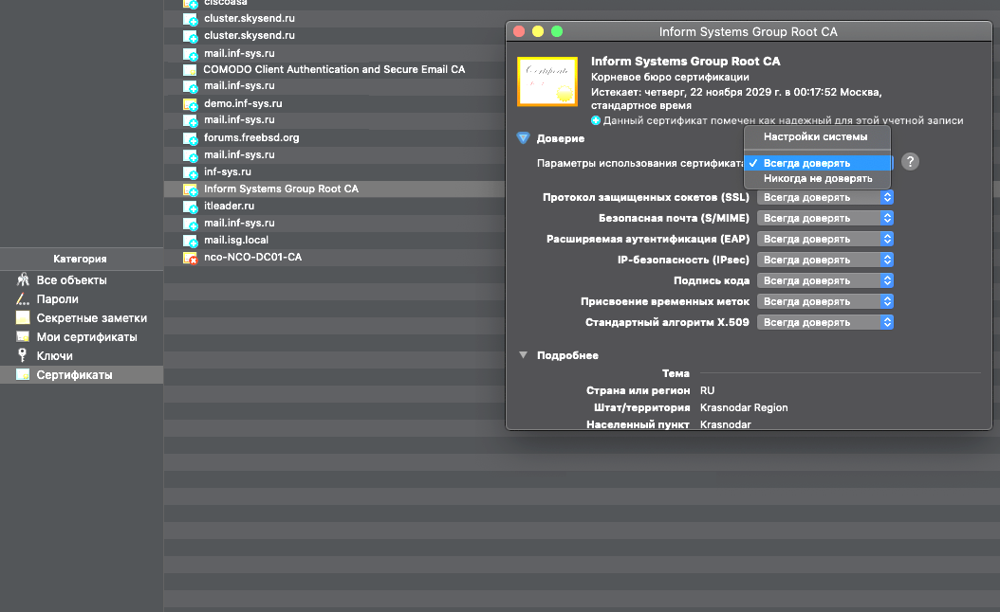 ciscoasa
cluster.skysend.ru
cluster.skysend.ru
mail.inf-sys.ru
COMODO Client Authentication and Secure Email CA
mail.inf-sys.ru
demo.inf-sys.ru
mail.inf-sys.ru
forums.freebsd.org
mail.inf-sys.ru
inf-sys.ru
Inform Systems Group Root CA
itleader.ru
mail.inf-sys.ru
mail.isg.local
nco-NCO-DC01-CA
Категория
Все объекты
Пароли
Секретные заметки
Мои сертификаты
Ключи
Сертификаты
Inform Systems Group Root CA
Certificate
Inform Systems Group Root CA
Корневое бюро сертификации
Истекает: четверг, 22 ноября 2029 г. в 00:17:52 Москва,
стандартное время
Данный сертификат помечен как надежный для этой учетной записи
Доверие
Настройки системы
Параметры использования сертификата
✓ Всегда доверять
?
Никогда не доверять
Протокол защищенных сокетов (SSL) Всегда доверять
Безопасная почта (S/MIME) Всегда доверять
Расширяемая аутентификация (EAP) Всегда доверять
IP-безопасность (IPsec) Всегда доверять
Подпись кода Всегда доверять
Присвоение временных меток Всегда доверять
Стандартный алгоритм X.509 Всегда доверять
Подробнее
Тема
Страна или регион RU
Штат/территория Krasnodar Region
Населенный пункт Krasnodar